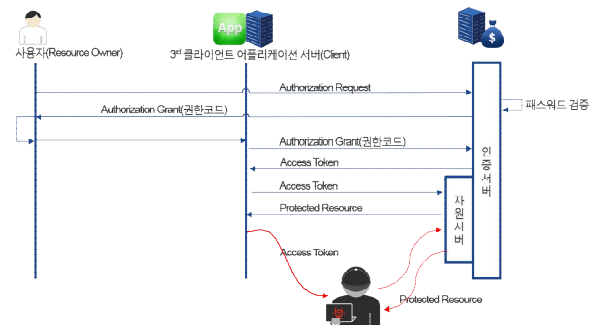 App
$
사용자(Resource Owner)
3rd 클라이언트 어플리케이션 서버(Client)
Authorization Request
패스워드 검증
Authorization Grant(권한코드)
Authorization Grant(권한코드)
Access Token
인증서버
Access Token
자원서버
Protected Resource
Access Token
Protected Resource